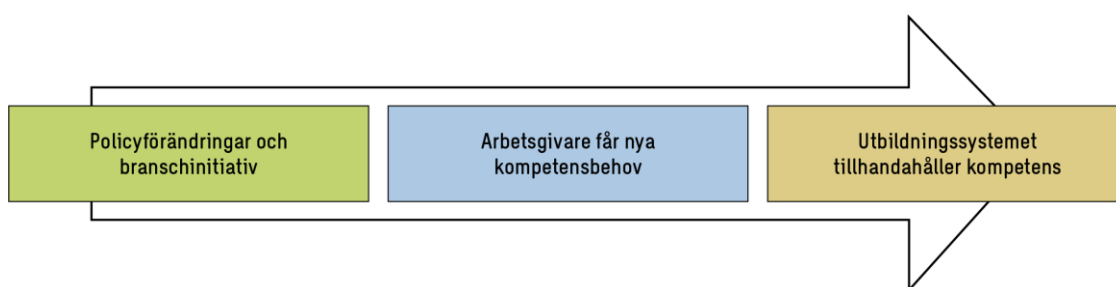 Policyförändringar och
branschinitiativ
Arbetsgivare får nya
kompetensbehov
Utbildningssystemet
tillhandahåller kompetens